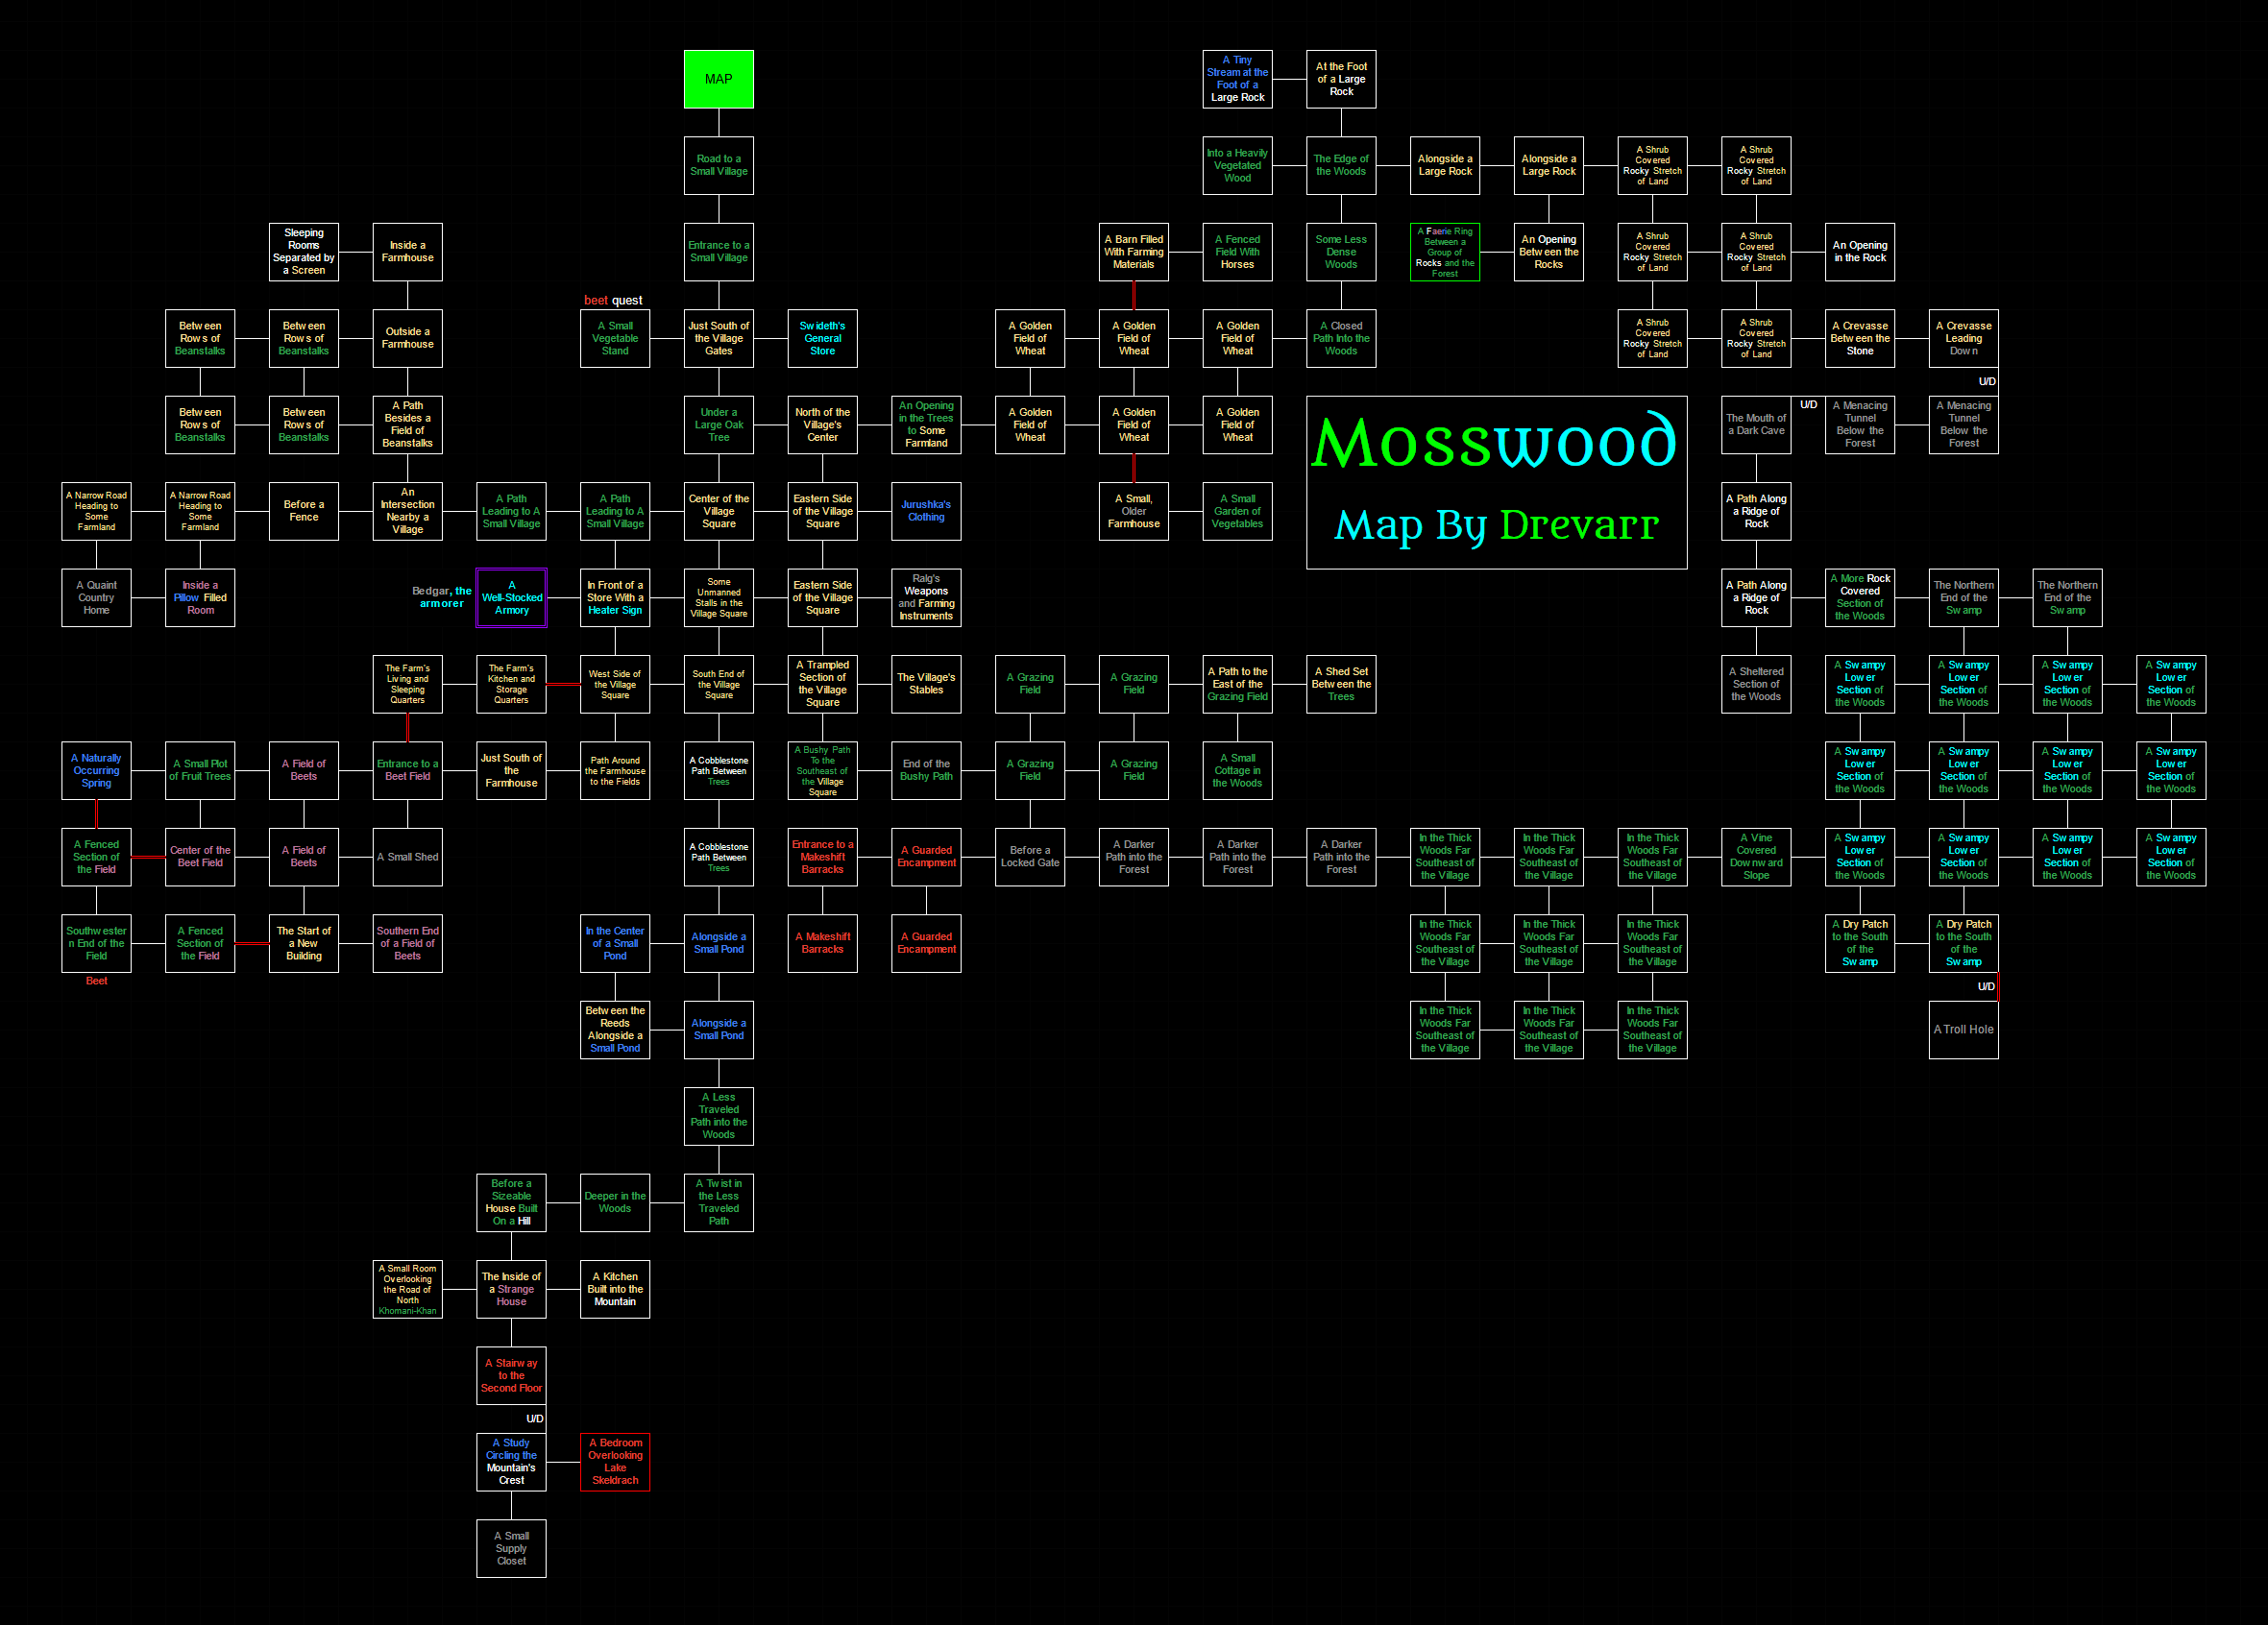 MAP
A Tiny
Stream at the
Foot of a
Large Rock
At the Foot
of a Large
Rock
Road to a
Small Village
Into a Heavily
Vegetated
Wood
The Edge of
the Woods
Alongside a
Large Rock
Alongside a
Large Rock
A Shrub
Covered
Rocky Stretch
of Land
A Shrub
Covered
Rocky Stretch
of Land
Sleeping
Rooms
Separated by
a Screen
Inside a
Farmhouse
Entrance to a
Small Village
A Barn Filled
With Farming
Materials
A Fenced
Field With
Horses
Some Less
Dense
Woods
A Faerie Ring
Between a
Group of
Rocks and the
Forest
An Opening
Between the
Rocks
A Shrub
Covered
Rocky Stretch
of Land
A Shrub
Covered
Rocky Stretch
of Land
An Opening
in the Rock
beet quest
Between
Rows of
Beanstalks
Between
Rows of
Beanstalks
Outside a
Farmhouse
A Small
Vegetable
Stand
Just South of
the Village
Gates
Swideth's
General
Store
A Golden
Field of
Wheat
A Golden
Field of
Wheat
A Golden
Field of
Wheat
A Closed
Path Into the
Woods
A Shrub
Covered
Rocky Stretch
of Land
A Shrub
Covered
Rocky Stretch
of Land
A Crevasse
Between the
Stone
A Crevasse
Leading
Down
U/D
Between
Rows of
Beanstalks
Between
Rows of
Beanstalks
A Path
Besides a
Field of
Beanstalks
Under a
Large Oak
Tree
North of the
Village's
Center
An Opening
in the Trees
to Some
Farmland
A Golden
Field of
Wheat
A Golden
Field of
Wheat
A Golden
Field of
Wheat
Mosswood
Map By Drevarr
The Mouth of
a Dark Cave
U/D
A Menacing
Tunnel
Below the
Forest
A Menacing
Tunnel
Below the
Forest
A Narrow Road
Heading to
Some
Farmland
A Narrow Road
Heading to
Some
Farmland
Before a
Fence
An
Intersection
Nearby a
Village
A Path
Leading to A
Small Village
A Path
Leading to A
Small Village
Center of the
Village
Square
Eastern Side
of the Village
Square
Jurushka's
Clothing
A Small,
Older
Farmhouse
A Small
Garden of
Vegetables
A Path Along
a Ridge of
Rock
A Quaint
Country
Home
Inside a
Pillow Filled
Room
Bedgar, the
armorer
A
Well-Stocked
Armory
In Front of a
Store With a
Heater Sign
Some
Unmanned
Stalls in the
Village Square
Eastern Side
of the Village
Square
Ralg's
Weapons
and Farming
Instruments
A Path Along
a Ridge of
Rock
A More Rock
Covered
Section of
the Woods
The Northern
End of the
Swamp
The Northern
End of the
Swamp
The Farm's
Living and
Sleeping
Quarters
The Farm's
Kitchen and
Storage
Quarters
West Side of
the Village
Square
South End of
the Village
Square
A Trampled
Section of
the Village
Square
The Village's
Stables
A Grazing
Field
A Grazing
Field
A Path to the
East of the
Grazing Field
A Shed Set
Between the
Trees
A Sheltered
Section of
the Woods
A Swampy
Lower
Section of
the Woods
A Swampy
Lower
Section of
the Woods
A Swampy
Lower
Section of
the Woods
A Swampy
Lower
Section of
the Woods
A Naturally
Occurring
Spring
A Small Plot
of Fruit Trees
A Field of
Beets
Entrance to a
Beet Field
Just South of
the
Farmhouse
Path Around
the Farmhouse
to the Fields
A Cobblestone
Path Between
Trees
A Bushy Path
To the
Southeast of
the Village
Square
End of the
Bushy Path
A Grazing
Field
A Grazing
Field
A Small
Cottage in
the Woods
A Swampy
Lower
Section of
the Woods
A Swampy
Lower
Section of
the Woods
A Swampy
Lower
Section of
the Woods
A Swampy
Lower
Section of
the Woods
A Fenced
Section of
the Field
Center of the
Beet Field
A Field of
Beets
A Small Shed
A Cobblestone
Path Between
Trees
Entrance to a
Makeshift
Barracks
A Guarded
Encampment
Before a
Locked Gate
A Darker
Path into the
Forest
A Darker
Path into the
Forest
A Darker
Path into the
Forest
In the Thick
Woods Far
Southeast of
the Village
In the Thick
Woods Far
Southeast of
the Village
In the Thick
Woods Far
Southeast of
the Village
A Vine
Covered
Downward
Slope
A Swampy
Lower
Section of
the Woods
A Swampy
Lower
Section of
the Woods
A Swampy
Lower
Section of
the Woods
A Swampy
Lower
Section of
the Woods
Southwester
n End of the
Field
Beet
A Fenced
Section of
the Field
The Start of
a New
Building
Southern End
of a Field of
Beets
In the Center
of a Small
Pond
Alongside a
Small Pond
A Makeshift
Barracks
A Guarded
Encampment
In the Thick
Woods Far
Southeast of
the Village
In the Thick
Woods Far
Southeast of
the Village
In the Thick
Woods Far
Southeast of
the Village
A Dry Patch
to the South
of the
Swamp
A Dry Patch
to the South
of the
Swamp
U/D
Between the
Reeds
Alongside a
Small Pond
Alongside a
Small Pond
In the Thick
Woods Far
Southeast of
the Village
In the Thick
Woods Far
Southeast of
the Village
In the Thick
Woods Far
Southeast of
the Village
A Troll Hole
A Less
Traveled
Path into the
Woods
Before a
Sizeable
House Built
On a Hill
Deeper in the
Woods
A Twist in
the Less
Traveled
Path
A Small Room
Overlooking
the Road of
North
Khomani-Khan
The Inside of
a Strange
House
A Kitchen
Built into the
Mountain
A Stairway
to the
Second Floor
U/D
A Study
Circling the
Mountain's
Crest
A Bedroom
Overlooking
Lake
Skeldrach
A Small
Supply
Closet